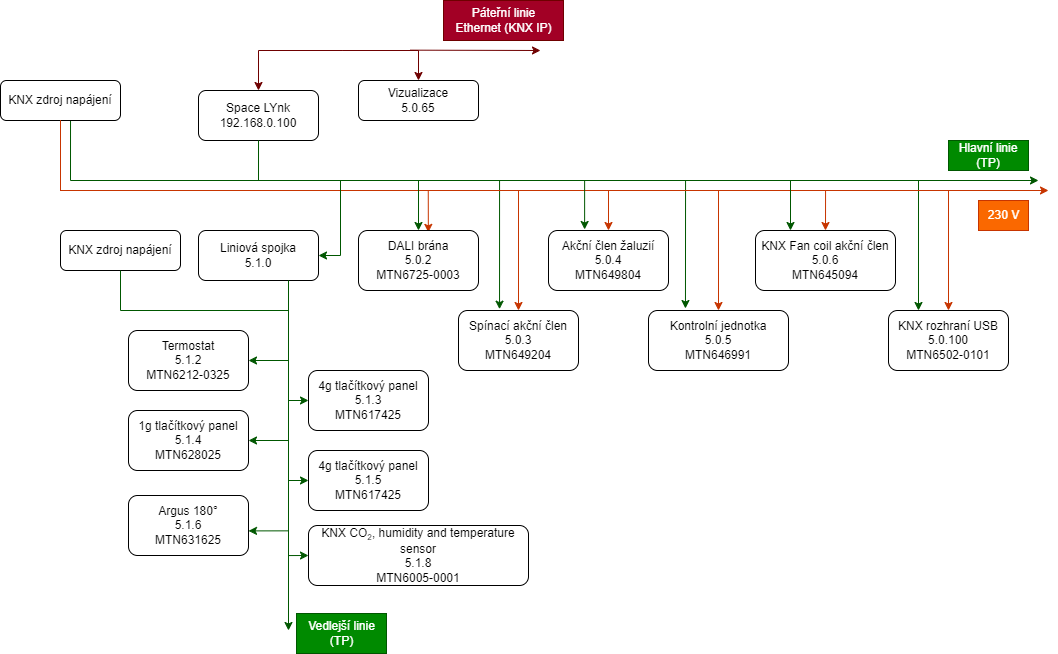 Páteřní linie
Ethernet (KNX IP)
KNX zdroj napájení
Space LYnk
192.168.0.100
Vizualizace
5.0.65
Hlavní linie
(TP)
230 V
KNX zdroj napájení
Liniová spojka
5.1.0
DALI brána
5.0.2
MTN6725-0003
Akční člen žaluzií
5.0.4
MTN649804
KNX Fan coil akční člen
5.0.6
MTN645094
Spínací akční člen
5.0.3
MTN649204
Kontrolní jednotka
5.0.5
MTN646991
KNX rozhraní USB
5.0.100
MTN6502-0101
Termostat
5.1.2
MTN6212-0325
4g tlačítkový panel
5.1.3
MTN617425
1g tlačítkový panel
5.1.4
MTN628025
4g tlačítkový panel
5.1.5
MTN617425
Argus 180°
5.1.6
MTN631625
KNX CO₂, humidity and temperature
sensor
5.1.8
MTN6005-0001
Vedlejší linie
(TP)